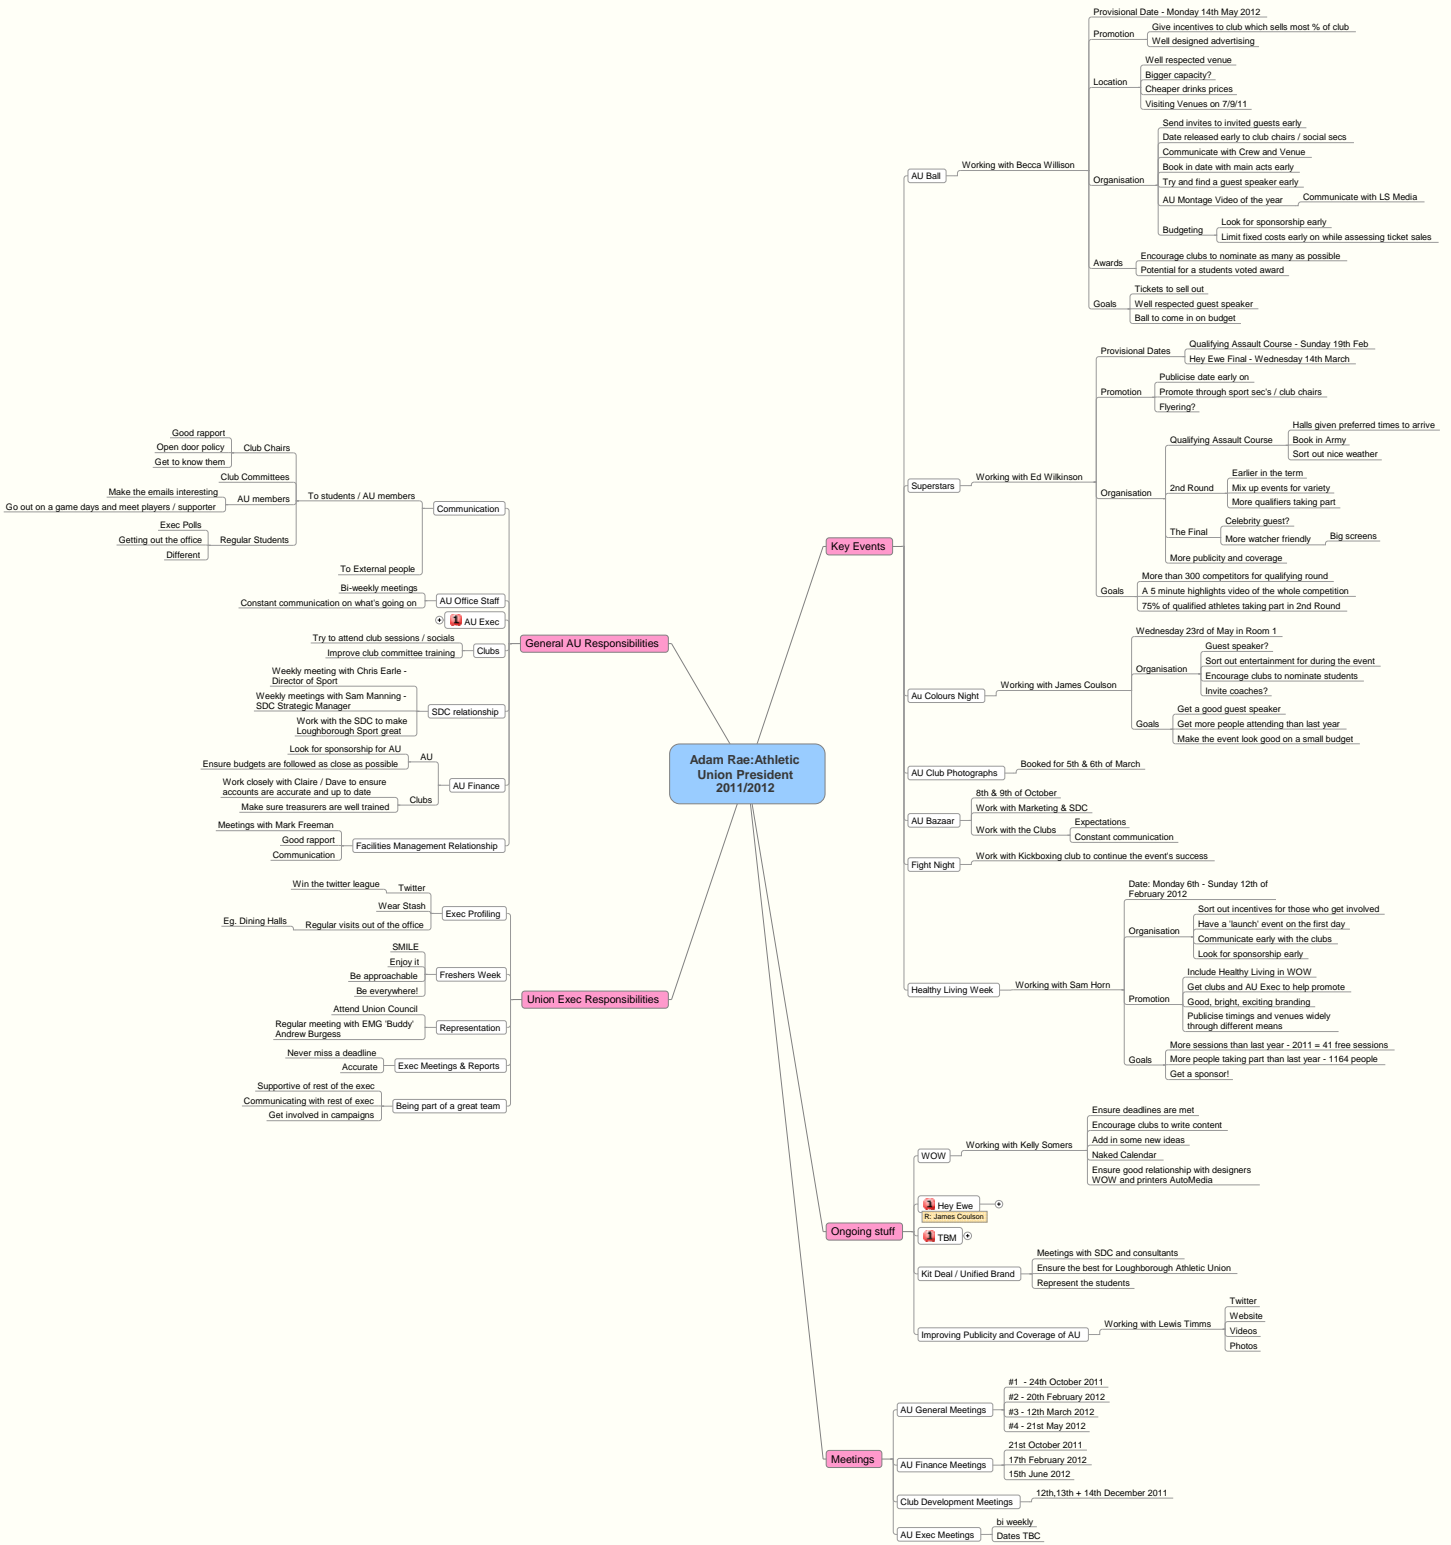 Adam Rae:Athletic
Union President
2011/2012
Key Events
AU Ball
Working with Becca Willison
Provisional Date - Monday 14th May 2012
Promotion
Give incentives to club which sells most % of club
Well designed advertising
Location
Well respected venue
Bigger capacity?
Cheaper drinks prices
Visiting Venues on 7/9/11
Organisation
Send invites to invited guests early
Date released early to club chairs / social secs
Communicate with Crew and Venue
Book in date with main acts early
Try and find a guest speaker early
AU Montage Video of the year
Communicate with LS Media
Budgeting
Look for sponsorship early
Limit fixed costs early on while assessing ticket sales
Awards
Encourage clubs to nominate as many as possible
Potential for a students voted award
Goals
Tickets to sell out
Well respected guest speaker
Ball to come in on budget
Superstars
Working with Ed Wilkinson
Provisional Dates
Qualifying Assault Course - Sunday 19th Feb
Hey Ewe Final - Wednesday 14th March
Promotion
Publicise date early on
Promote through sport sec's / club chairs
Flyering?
Organisation
Qualifying Assault Course
Halls given preferred times to arrive
Book in Army
Sort out nice weather
2nd Round
Earlier in the term
Mix up events for variety
More qualifiers taking part
The Final
Celebrity guest?
More watcher friendly
Big screens
More publicity and coverage
Goals
More than 300 competitors for qualifying round
A 5 minute highlights video of the whole competition
75% of qualified athletes taking part in 2nd Round
Au Colours Night
Working with James Coulson
Wednesday 23rd of May in Room 1
Organisation
Guest speaker?
Sort out entertainment for during the event
Encourage clubs to nominate students
Invite coaches?
Goals
Get a good guest speaker
Get more people attending than last year
Make the event look good on a small budget
AU Club Photographs
Booked for 5th & 6th of March
AU Bazaar
8th & 9th of October
Work with Marketing & SDC
Work with the Clubs
Expectations
Constant communication
Fight Night
Work with Kickboxing club to continue the event's success
Healthy Living Week
Working with Sam Horn
Date: Monday 6th - Sunday 12th of
February 2012
Organisation
Sort out incentives for those who get involved
Have a 'launch' event on the first day
Communicate early with the clubs
Look for sponsorship early
Promotion
Include Healthy Living in WOW
Get clubs and AU Exec to help promote
Good, bright, exciting branding
Publicise timings and venues widely
through different means
Goals
More sessions than last year - 2011 = 41 free sessions
More people taking part than last year - 1164 people
Get a sponsor!
Ongoing stuff
WOW
Working with Kelly Somers
Ensure deadlines are met
Encourage clubs to write content
Add in some new ideas
Naked Calendar
Ensure good relationship with designers
WOW and printers AutoMedia
1 Hey Ewe
R: James Coulson
1 TBM
Kit Deal / Unified Brand
Meetings with SDC and consultants
Ensure the best for Loughborough Athletic Union
Represent the students
Improving Publicity and Coverage of AU
Working with Lewis Timms
Twitter
Website
Videos
Photos
Meetings
AU General Meetings
#1 - 24th October 2011
#2 - 20th February 2012
#3 - 12th March 2012
#4 - 21st May 2012
AU Finance Meetings
21st October 2011
17th February 2012
15th June 2012
Club Development Meetings
12th,13th + 14th December 2011
AU Exec Meetings
bi weekly
Dates TBC
General AU Responsibilities
Communication
To students / AU members
Club Chairs
Good rapport
Open door policy
Get to know them
Club Committees
AU members
Make the emails interesting
Go out on a game days and meet players / supporter
Regular Students
Exec Polls
Getting out the office
Different
To External people
AU Office Staff
Bi-weekly meetings
Constant communication on what's going on
1 AU Exec
Clubs
Try to attend club sessions / socials
Improve club committee training
SDC relationship
Weekly meeting with Chris Earle -
Director of Sport
Weekly meetings with Sam Manning -
SDC Strategic Manager
Work with the SDC to make
Loughborough Sport great
AU Finance
AU
Look for sponsorship for AU
Ensure budgets are followed as close as possible
Clubs
Work closely with Claire / Dave to ensure
accounts are accurate and up to date
Make sure treasurers are well trained
Facilities Management Relationship
Meetings with Mark Freeman
Good rapport
Communication
Union Exec Responsibilities
Exec Profiling
Twitter
Win the twitter league
Wear Stash
Regular visits out of the office
Eg. Dining Halls
Freshers Week
SMILE
Enjoy it
Be approachable
Be everywhere!
Representation
Attend Union Council
Regular meeting with EMG 'Buddy'
Andrew Burgess
Exec Meetings & Reports
Never miss a deadline
Accurate
Being part of a great team
Supportive of rest of the exec
Communicating with rest of exec
Get involved in campaigns